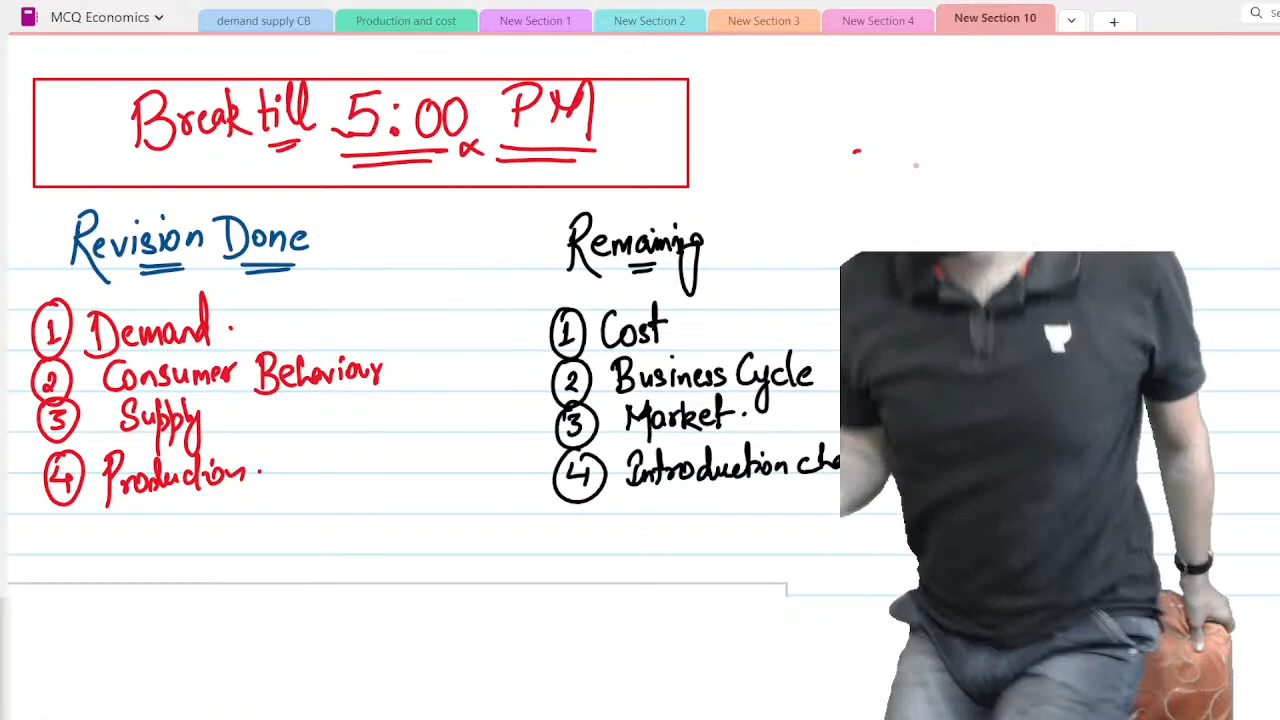 MCQ Economics
demand supply CB
Production and cost
New Section 1
New Section 2
New Section 3
New Section 4
New Section 10
Break till 5:00 PM
Revision Done
1 Demand.
2 Consumer Behaviour
3 Supply
4 Production.
Remaining
1 Cost
2 Business Cycle
3 Market.
4 Introduction